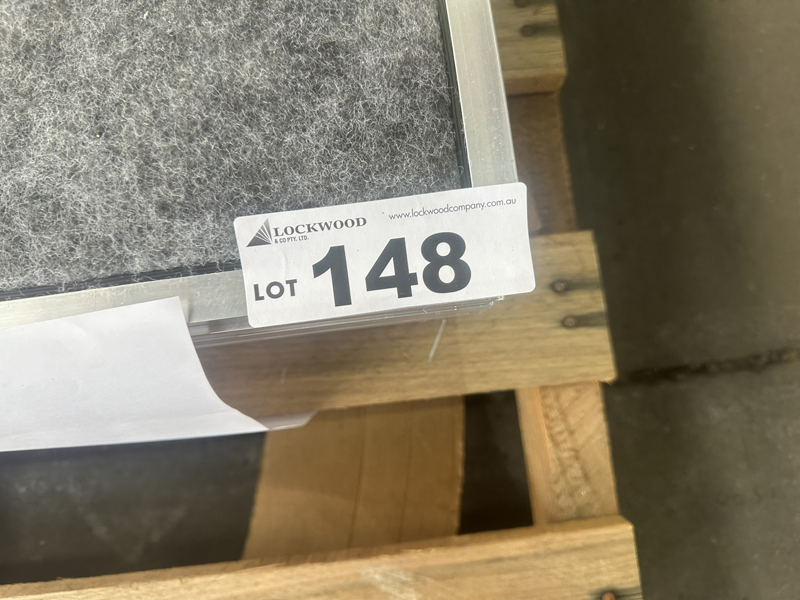 LOCKWOOD
& CO PTY. LTD.
www.lockwoodcompany.com.au
LOT 148